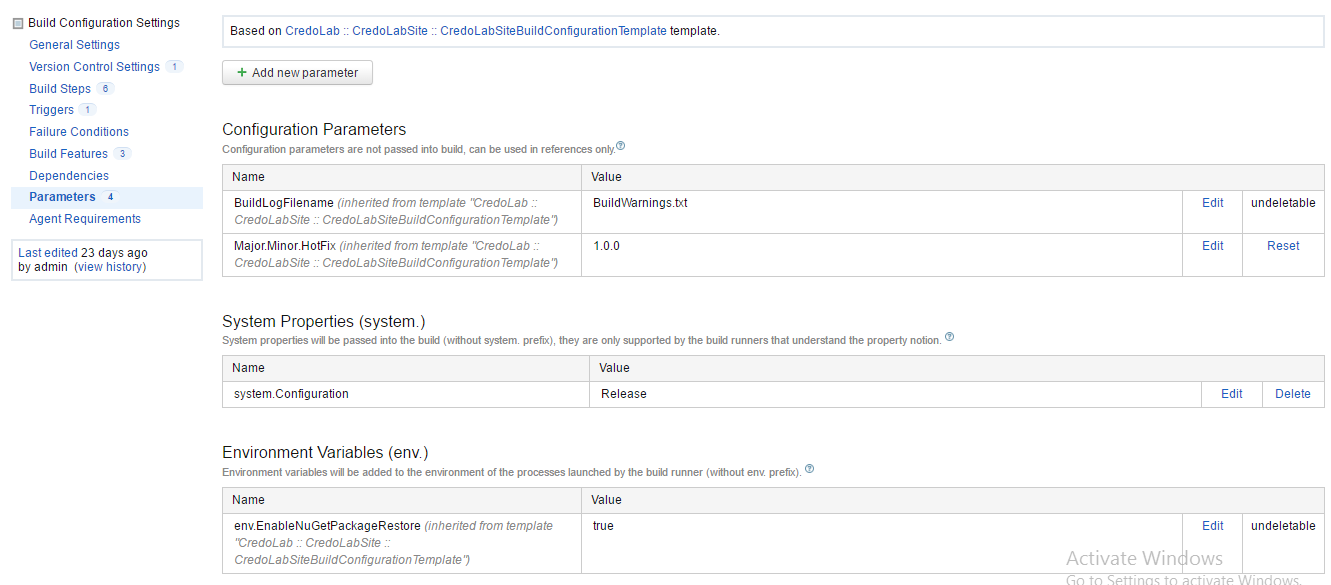 Build Configuration Settings
General Settings
Version Control Settings 1
Build Steps 6
Triggers 1
Failure Conditions
Build Features 3
Dependencies
Parameters 4
Agent Requirements
Last edited 23 days ago
by admin (view history)
Based on CredoLab :: CredoLabSite :: CredoLabSiteBuildConfigurationTemplate template.
+ Add new parameter
Configuration Parameters
Configuration parameters are not passed into build, can be used in references only. ?
Name Value
BuildLogFilename (inherited from template "CredoLab :: BuildWarnings.txt Edit undeletable
CredoLabSite :: CredoLabSiteBuildConfigurationTemplate")
Major.Minor.HotFix (inherited from template "CredoLab :: 1.0.0 Edit Reset
CredoLabSite :: CredoLabSiteBuildConfigurationTemplate")
System Properties (system.)
System properties will be passed into the build (without system. prefix), they are only supported by the build runners that understand the property notion. ?
Name Value
system.Configuration Release Edit Delete
Environment Variables (env.)
Environment variables will be added to the environment of the processes launched by the build runner (without env. prefix). ?
Name Value
env.EnableNuGetPackageRestore (inherited from template true Edit undeletable
"CredoLab :: CredoLabSite ::
CredoLabSiteBuildConfigurationTemplate")
Activate Windows
Go to Settings to activate Windows.